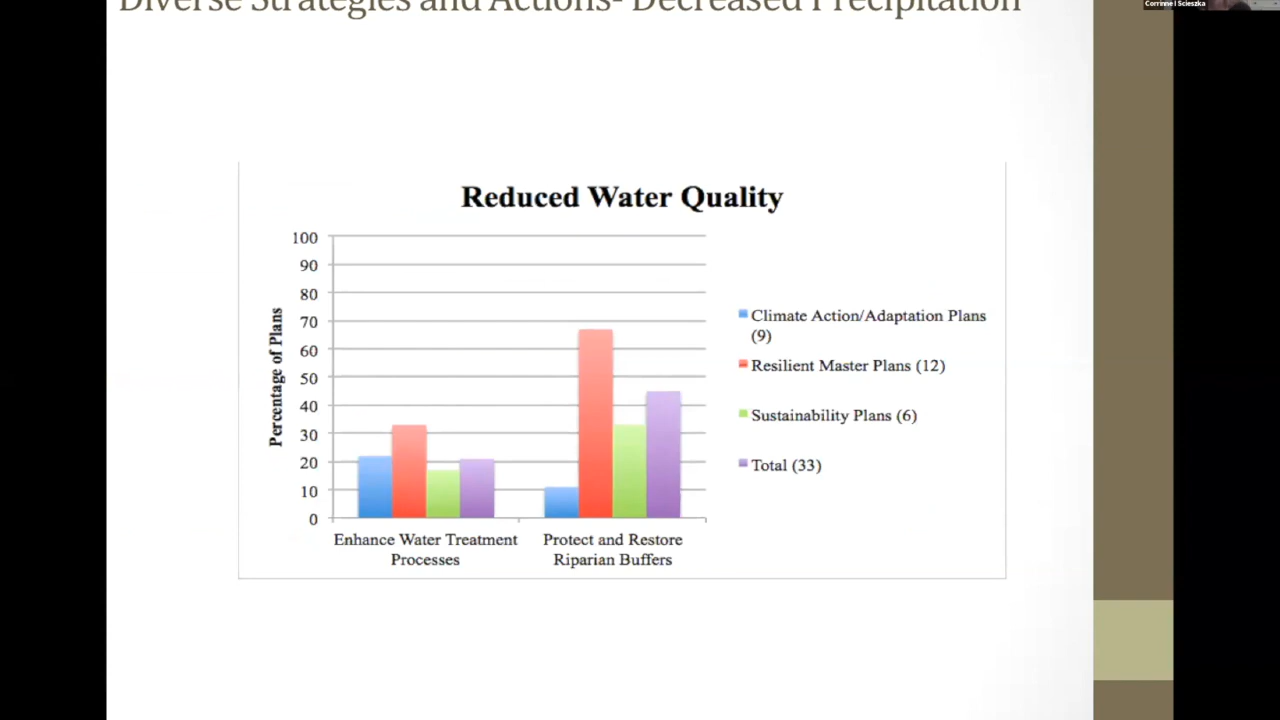 Diverse Strategies and Actions- Decreased Precipitation
Corrinne I Scieszka
Reduced Water Quality
100
90
80
70
60
50
40
30
20
10
0
Percentage of Plans
Enhance Water Treatment
Processes
Protect and Restore
Riparian Buffers
Climate Action/Adaptation Plans
(9)
Resilient Master Plans (12)
Sustainability Plans (6)
Total (33)